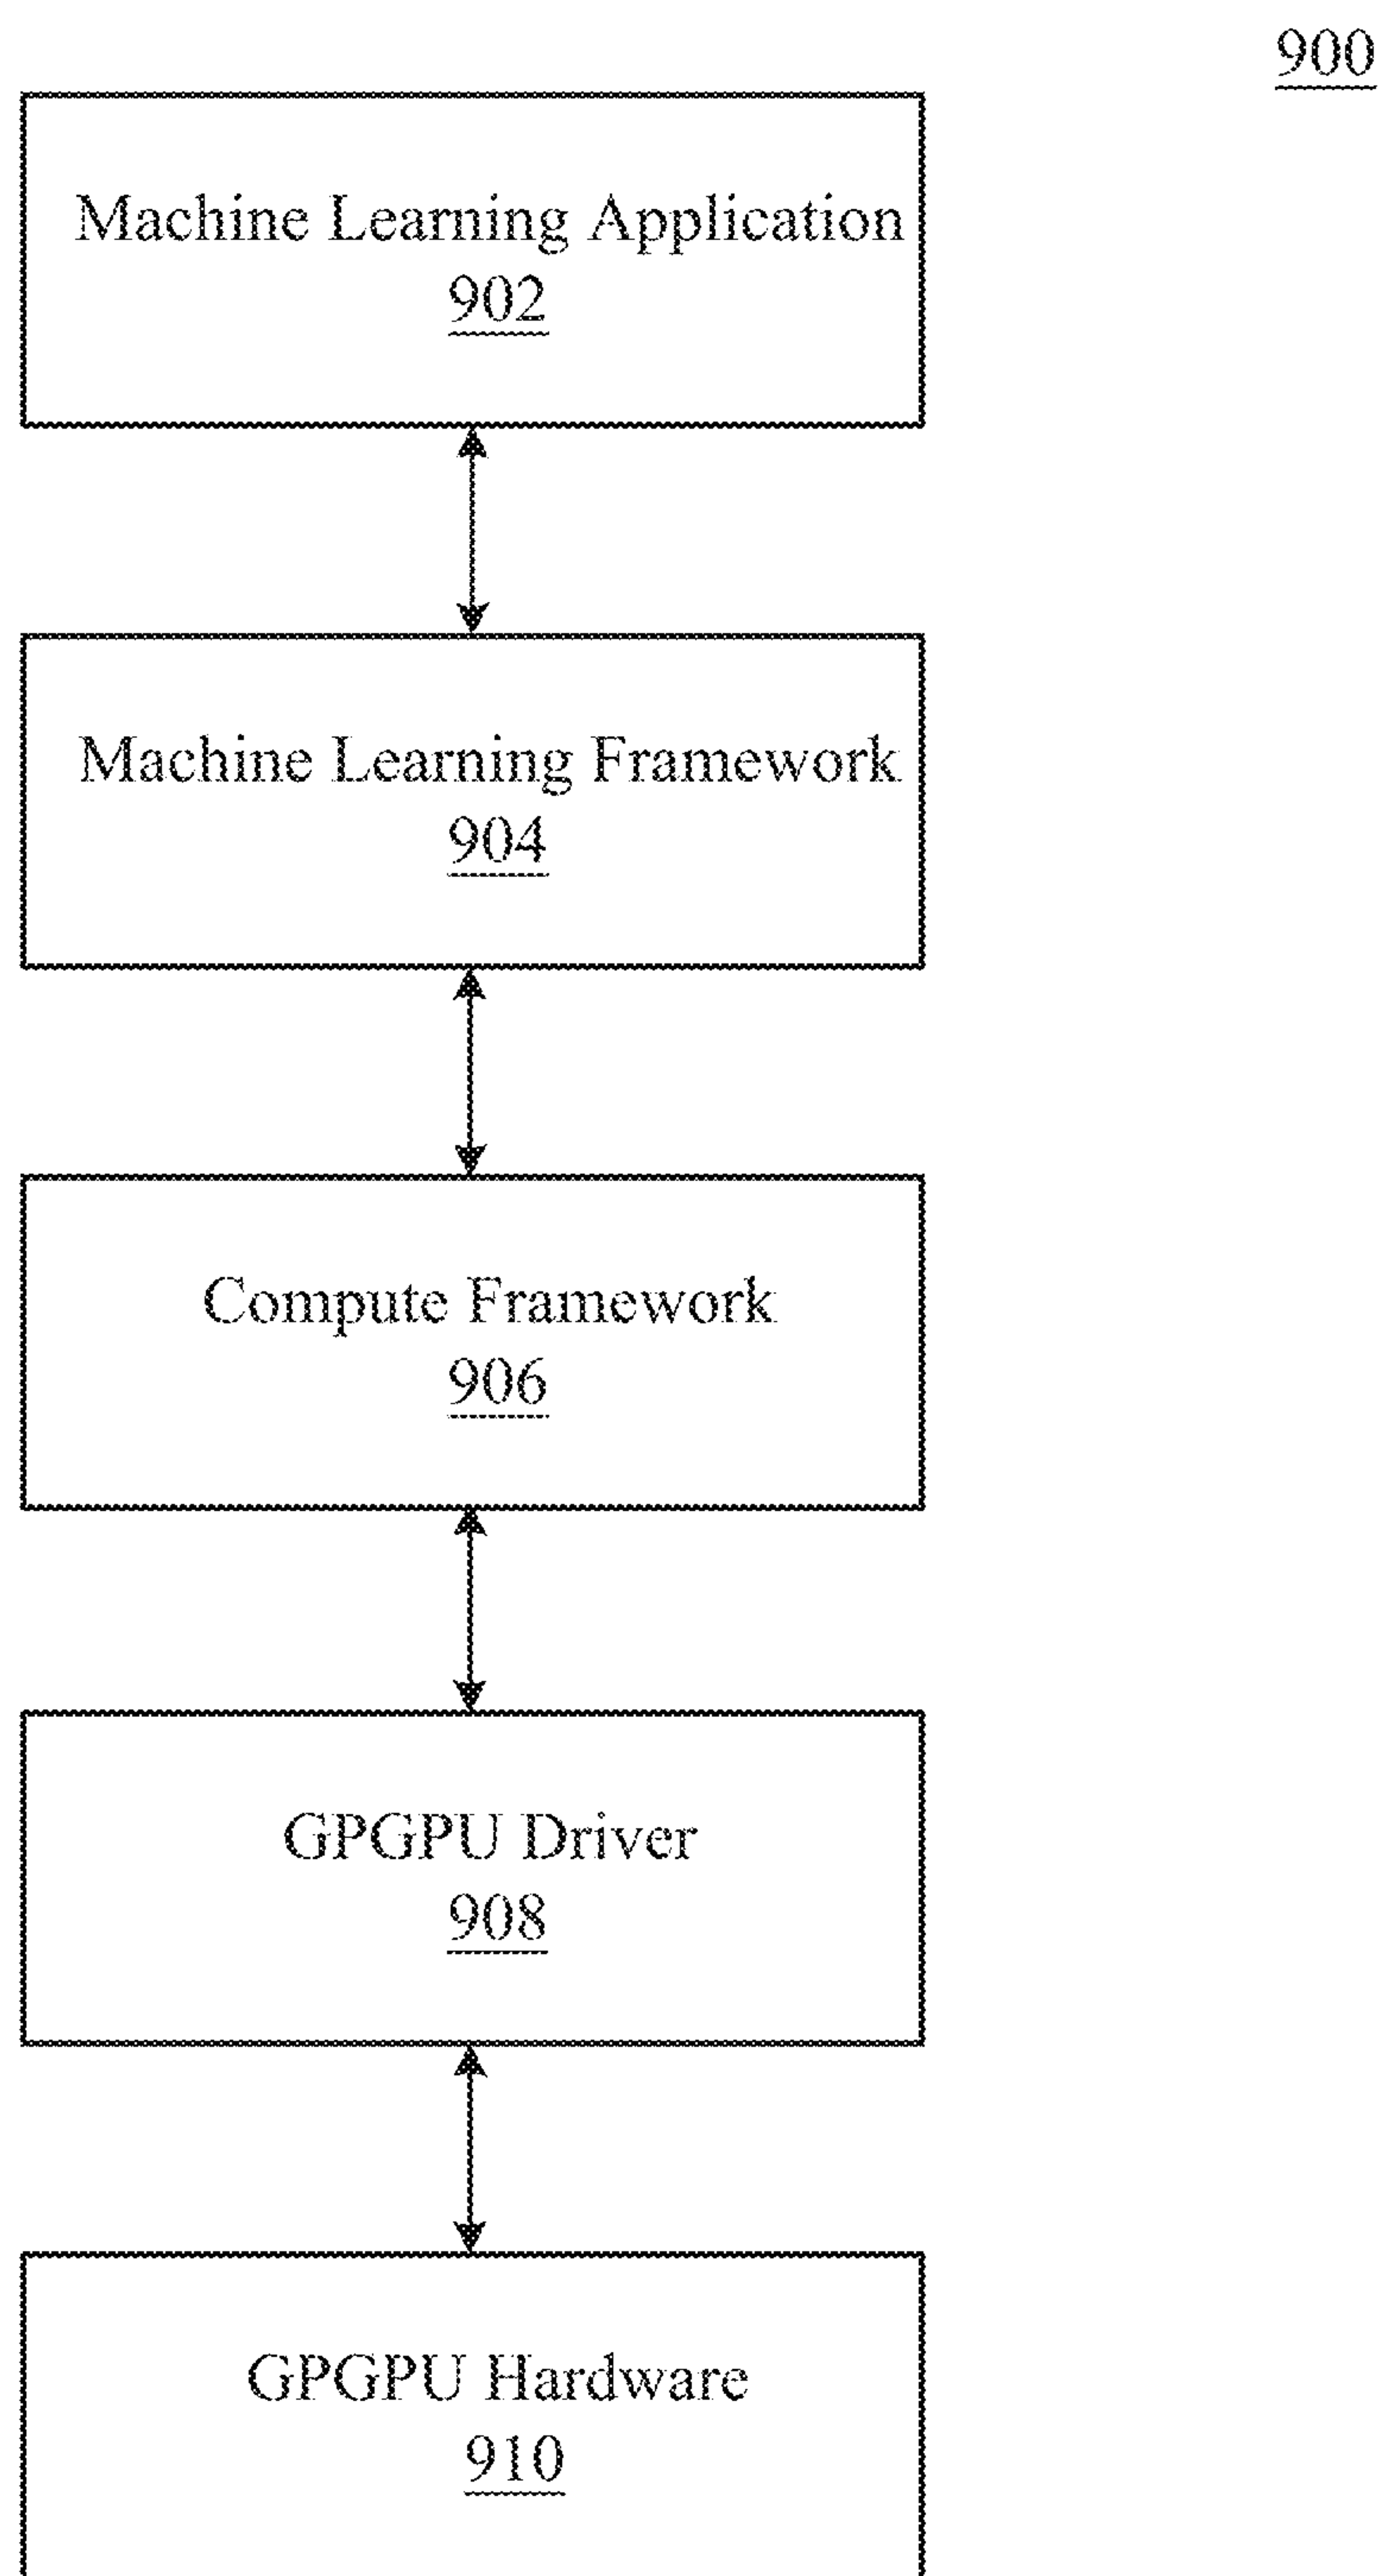 900
Machine Learning Application
902
Machine Learning Framework
904
Compute Framework
906
GPGPU Driver
908
GPGPU Hardware
910